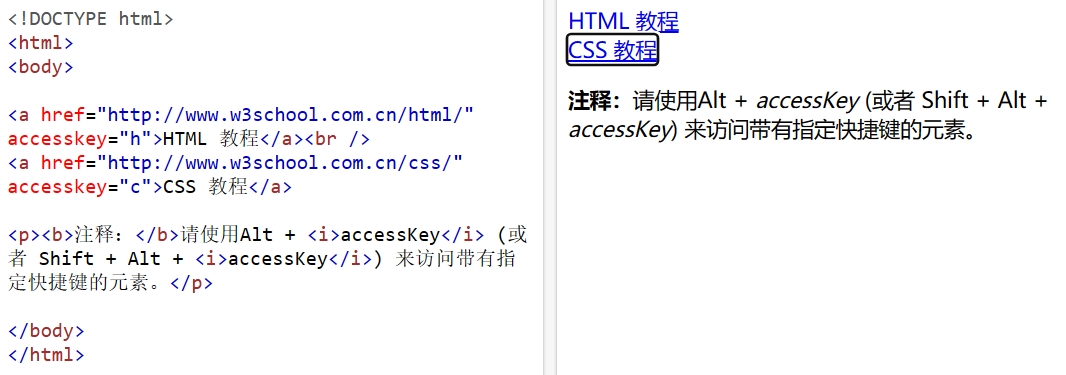 <!DOCTYPE html>
<html>
<body>
<a href="http://www.w3school.com.cn/html/"
accesskey="h">HTML 教程</a><br />
<a href="http://www.w3school.com.cn/css/"
accesskey="c">CSS 教程</a>
<p><b>注释：</b>请使用Alt + <i>accessKey</i> (或
者 Shift + Alt + <i>accessKey</i>) 来访问带有指
定快捷键的元素。</p>
</body>
</html>
HTML 教程
CSS 教程
注释：请使用Alt + accessKey (或者 Shift + Alt +
accessKey) 来访问带有指定快捷键的元素。